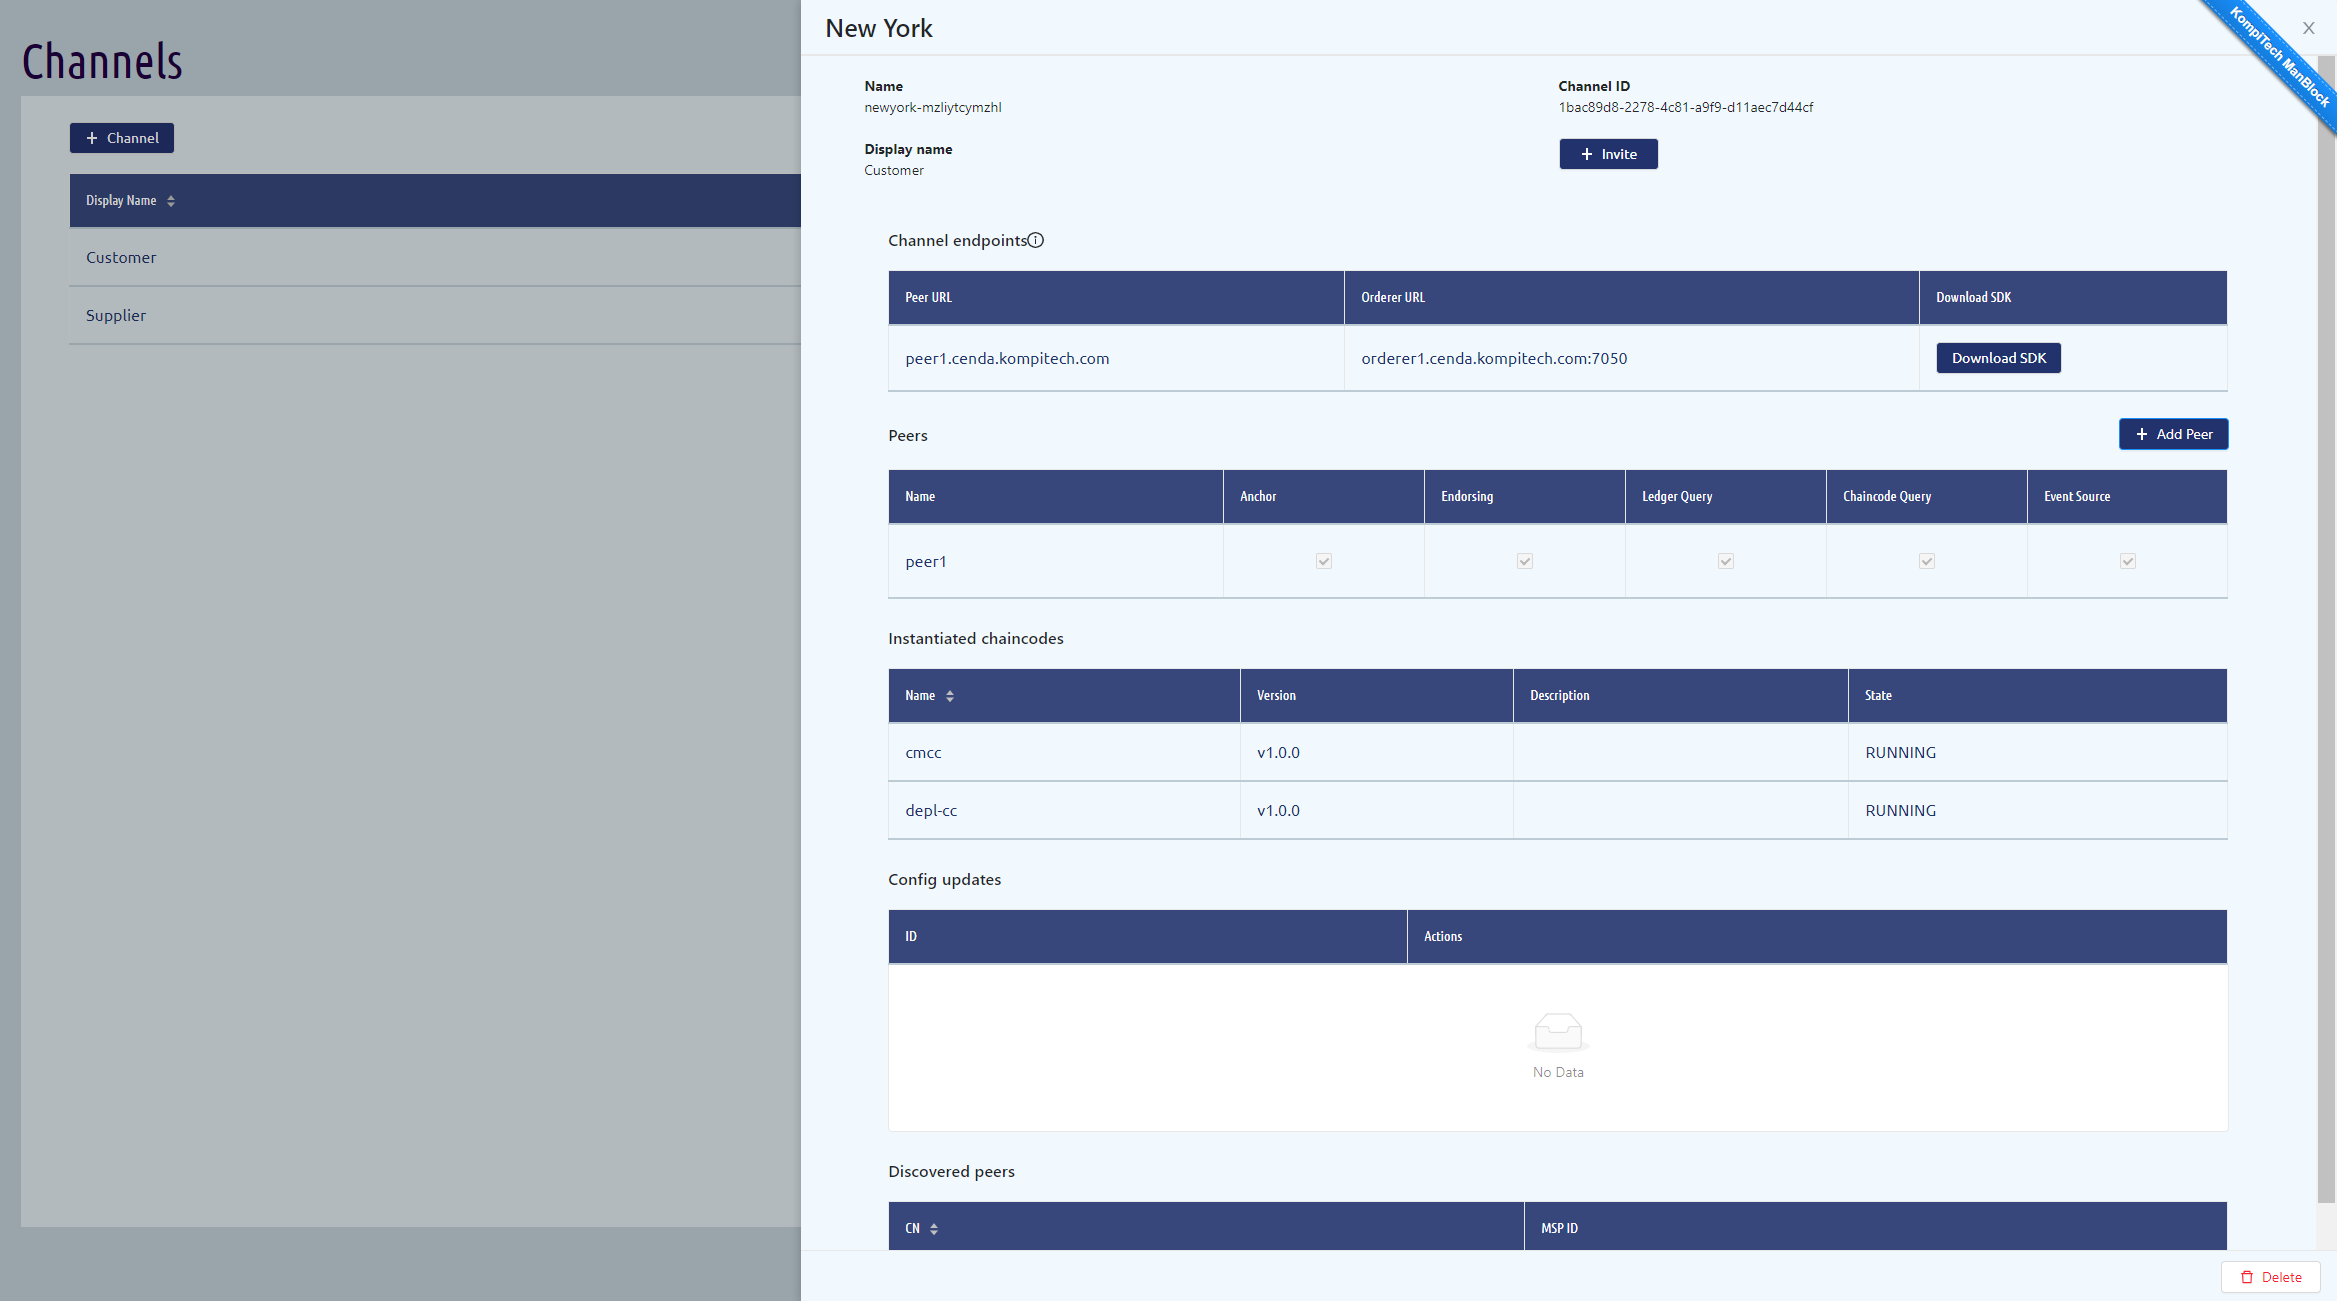 Channels
+ Channel
Display Name
Customer
Supplier
New York
X
KompiTech ManBlock
Name
newyork-mzliytcymzhl
Channel ID
1bac89d8-2278-4c81-a9f9-d11aec7d44cf
Display name
Customer
+ Invite
Channel endpoints
Peer URL Orderer URL Download SDK
peer1.cenda.kompitech.com orderer1.cenda.kompitech.com:7050 Download SDK
Peers
+ Add Peer
Name Anchor Endorsing Ledger Query Chaincode Query Event Source
peer1
Instantiated chaincodes
Name Version Description State
cmcc v1.0.0 RUNNING
depl-cc v1.0.0 RUNNING
Config updates
ID Actions
No Data
Discovered peers
CN MSP ID
Delete